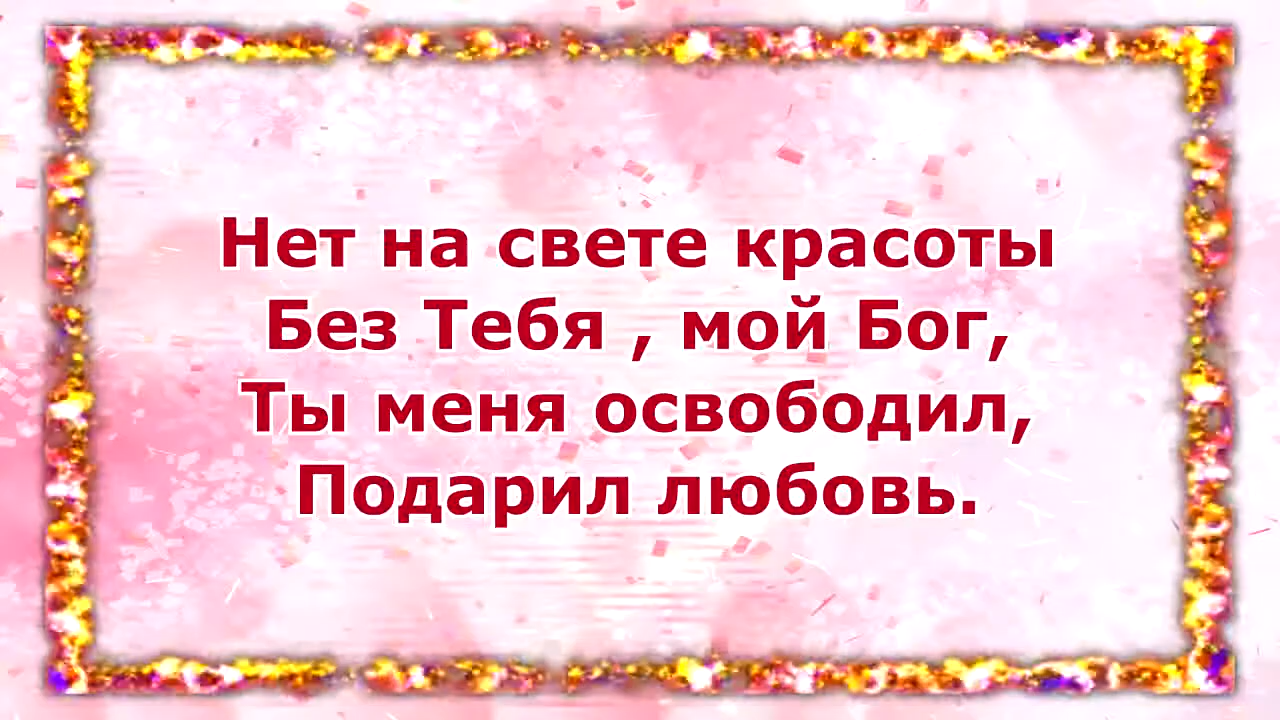 Нет на свете красоты
Без Тебя , мой Бог,
Ты меня освободил,
Подарил любовь.